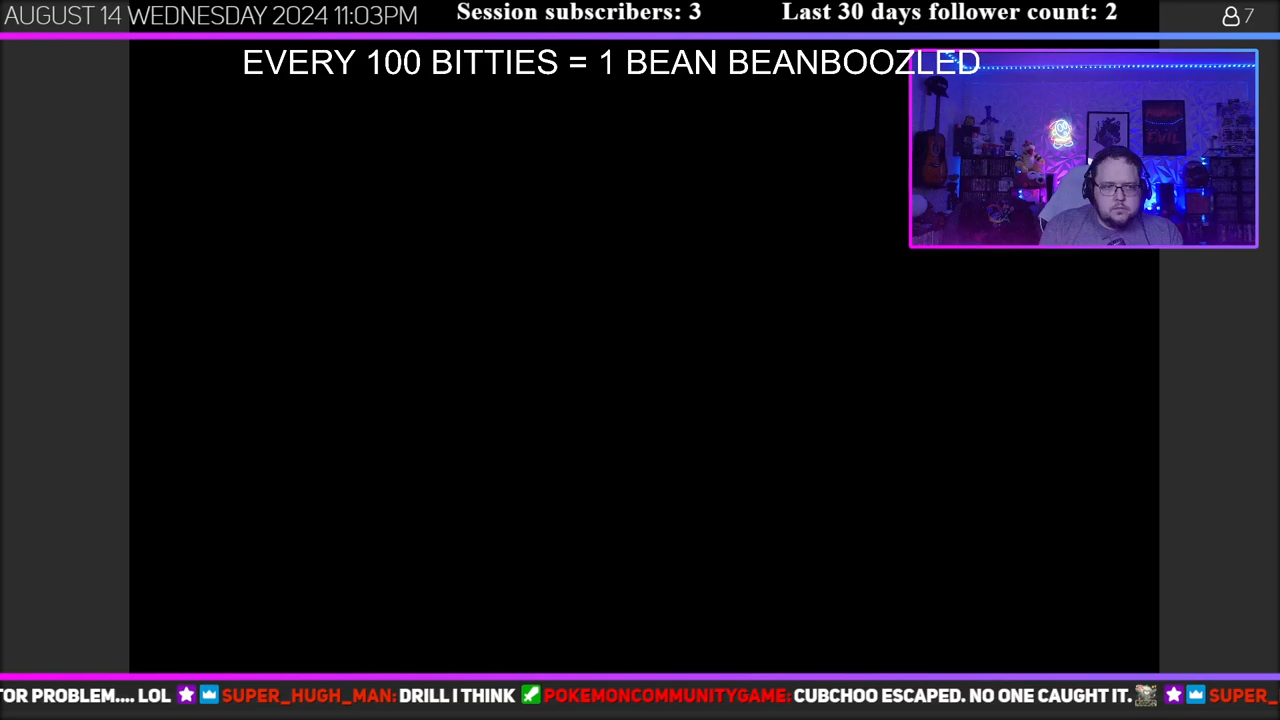 AUGUST 14 WEDNESDAY 2024 11:03PM
Session subscribers: 3
Last 30 days follower count: 2
7
EVERY 100 BITTIES = 1 BEAN BEANBOOZLED
EVIL
TOR PROBLEM.... LOL SUPER_HUGH_MAN: DRILL I THINK POKEMONCOMMUNITYGAME: CUBCHOO ESCAPED. NO ONE CAUGHT IT. SUPER_